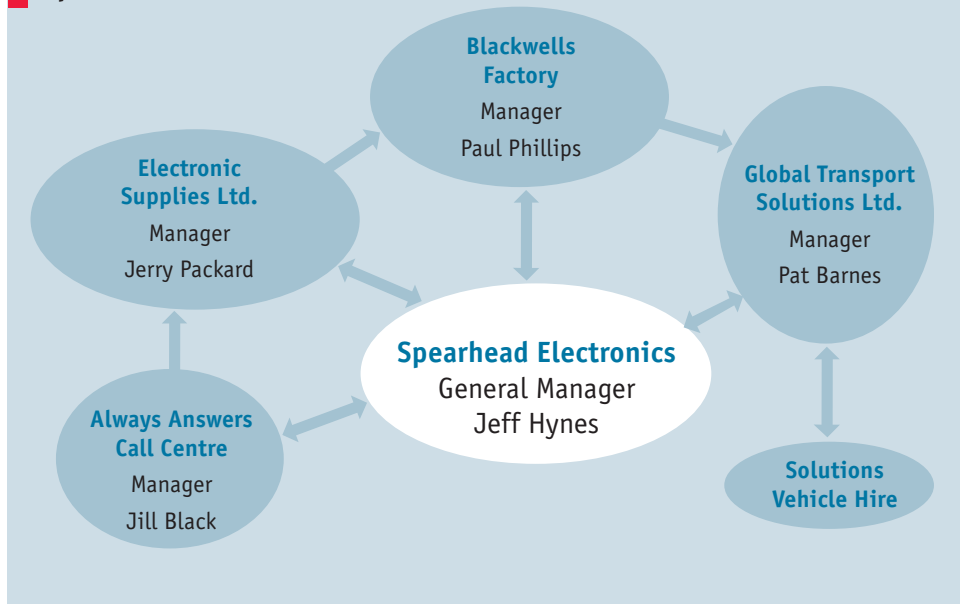 Blackwells
Factory
Manager
Paul Phillips
Electronic
Supplies Ltd.
Manager
Jerry Packard
Global Transport
Solutions Ltd.
Manager
Pat Barnes
Spearhead Electronics
General Manager
Jeff Hynes
Always Answers
Call Centre
Manager
Jill Black
Solutions
Vehicle Hire